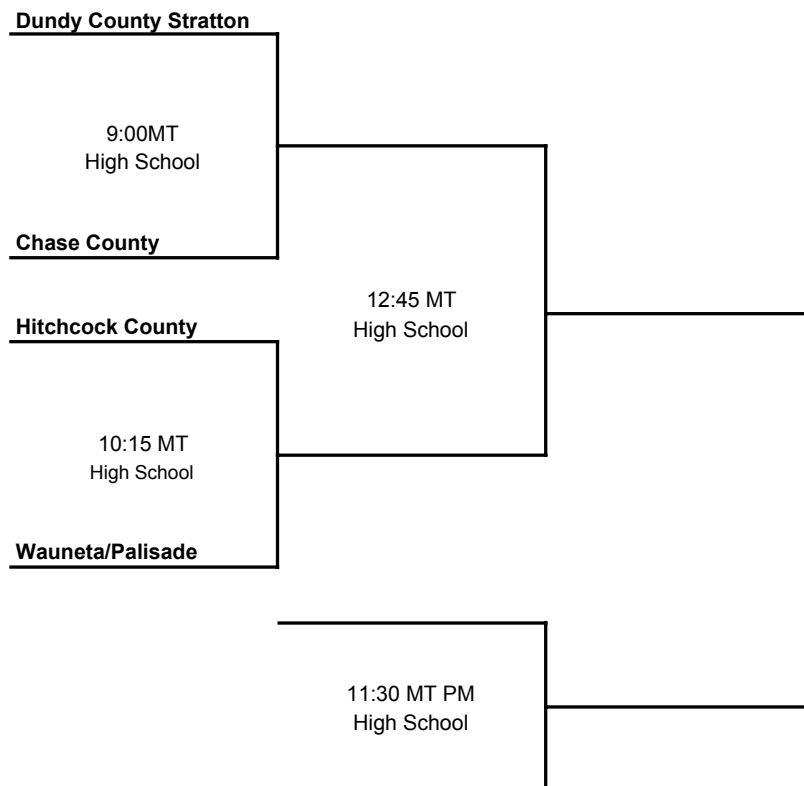 Dundy County Stratton
9:00MT
High School
Chase County
12:45 MT
High School
Hitchcock County
10:15 MT
High School
Wauneta/Palisade
11:30 MT PM
High School